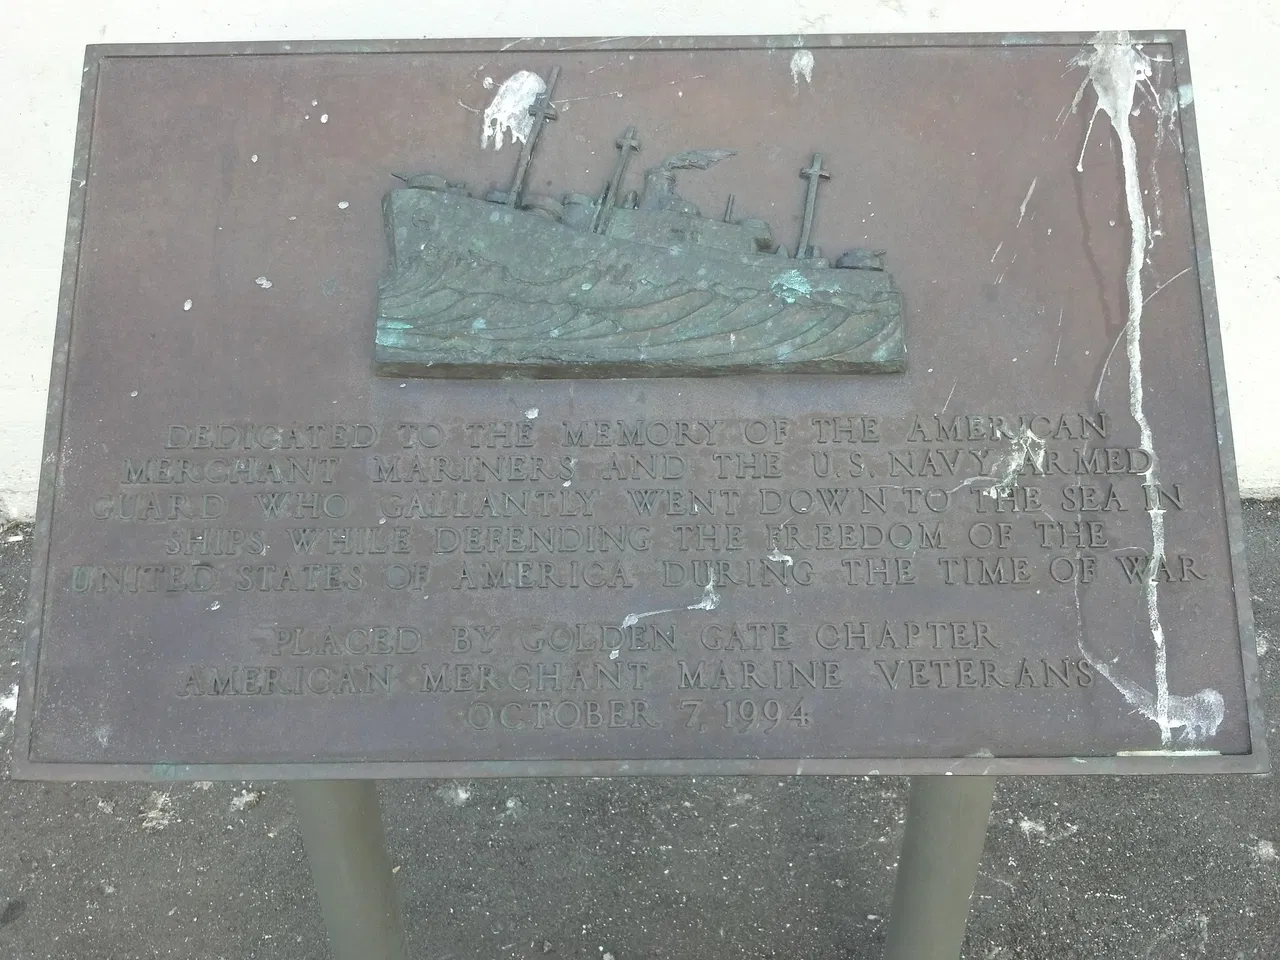 DEDICATED TO THE MEMORY OF THE AMERICAN
MERCHANT MARINERS AND THE U.S. NAVY ARMED
GUARD WHO GALLANTLY WENT DOWN TO THE SEA IN
SHIPS WHILE DEFENDING THE FREEDOM OF THE
UNITED STATES OF AMERICA DURING THE TIME OF WAR
PLACED BY GOLDEN GATE CHAPTER
AMERICAN MERCHANT MARINE VETERANS
OCTOBER 7, 1994